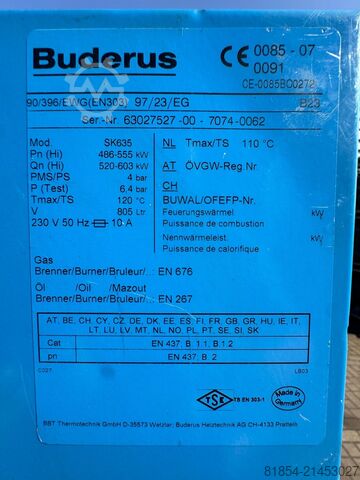 Buderus
CE 0085 - 07
0091
CE-0085BO0272
90/396/EWG(EN303) 97/23/EG B23
Ser.-Nr. 63027527 -00 - 7074-0062
Mod. SK635
Pn (Hi) 486-555 kW
Qn (Hi) 520-603 kW
PMS/PS 4 bar
P (Test) 6,4 bar
Tmax/TS 120 °C
V 805 Ltr
230 V 50 Hz 10 A
NL Tmax/TS 110 °C
AT ÖVGW-Reg.Nr.
CH
BUWAL/OFEFP-Nr.
Feuerungswärmel. kW
Puissance de combustion
Nennwärmeleist. kW
Puissance de calorifique
Gas
Brenner/Burner/Bruleur/.. EN 676
Öl /Oil /Mazout
Brenner/Burner/Bruleur/.. EN 267
AT, BE, CH, CY, CZ, DE, DK, EE, ES, FI, FR, GB, GR, HU, IE, IT,
LT, LU, LV, MT, NL, NO, PL, PT, SE, SI, SK
Cat EN 437; B 1.1, B1.2
pn: EN 437; B. 2
C027 LB03
TSE TB EN 303-1
Made in Germany
BBT Thermotechnik GmbH D-35573 Wetzlar; Buderus Heiztechnik AG CH-4133 Pratteln
81854-21453027